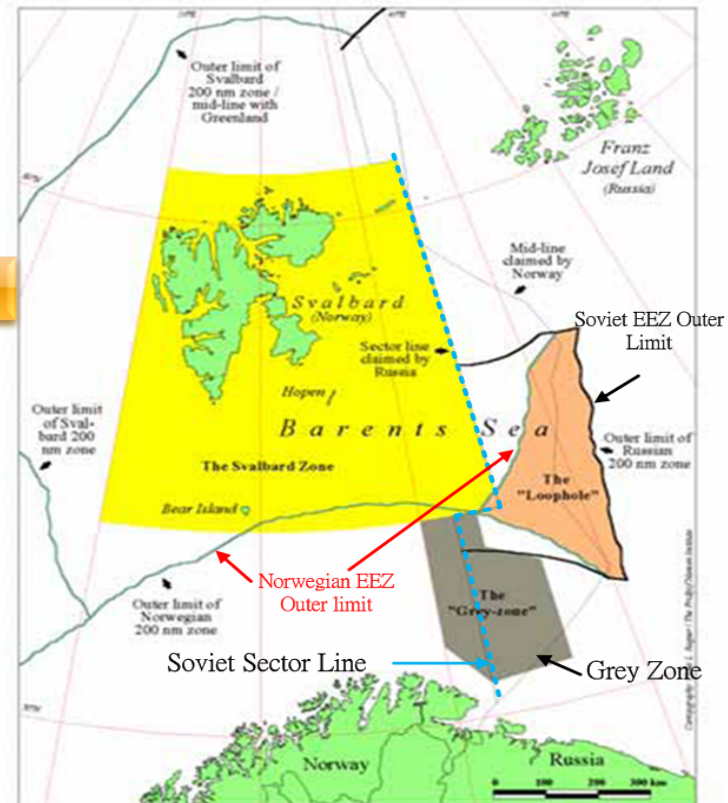 Outer limit of
Svalbard
200 nm zone /
mid-line with
Greenland
Franz
Josef Land
(Russia)
Mid-line
claimed by
Norway
Soviet EEZ Outer
Limit
Svalbard
(Norway)
Sector line
claimed by
Russia
Hopen
Barents Sea
Outer limit
of Sval-
bard 200
nm zone
Outer limit of
Russian
200 nm zone
The Svalbard Zone
The
"Loophole"
Bear Island
Norwegian EEZ
Outer limit
Outer limit of
Norwegian
200 nm zone
The
"Grey-zone"
Soviet Sector Line
Grey Zone
Norway
Russia
0 100 200 300 km